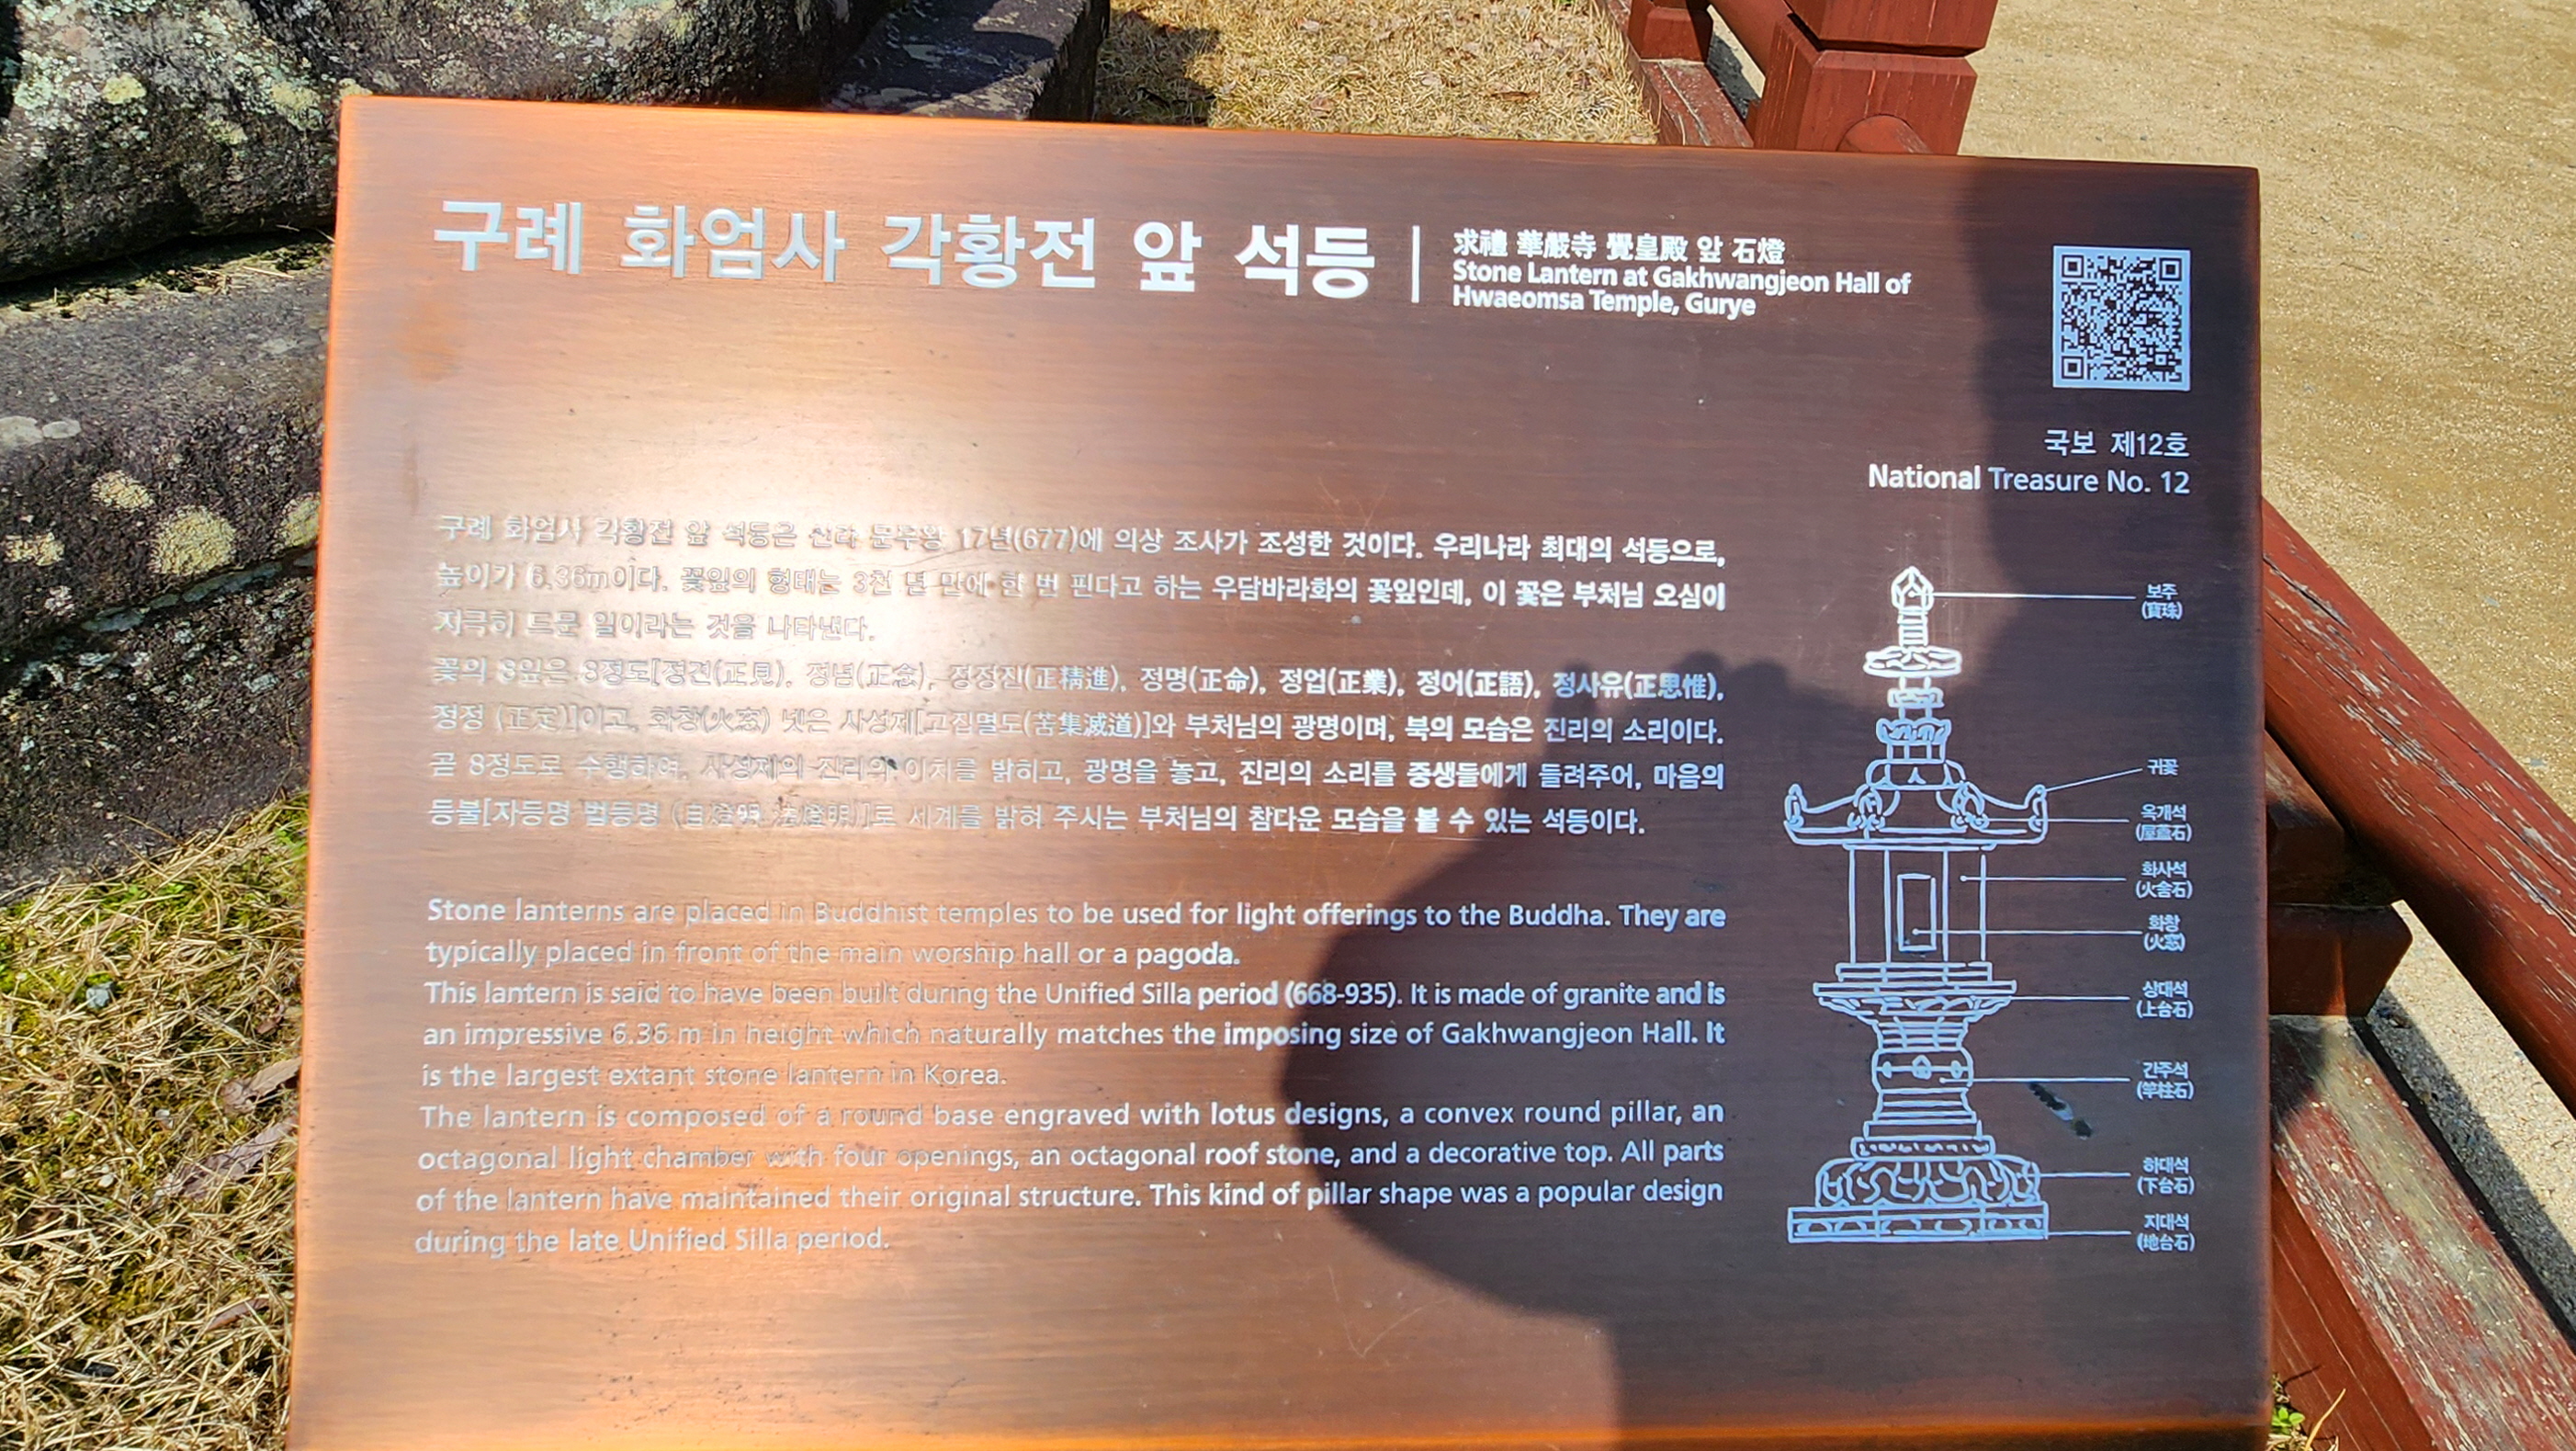 구례 화엄사 각황전 앞 석등
求禮 華嚴寺 覺皇殿 앞 石燈
Stone Lantern at Gakhwangjeon Hall of
Hwaeomsa Temple, Gurye
국보 제12호
National Treasure No. 12
구례 화엄사 각황전 앞 석등은 신라 문무왕 17년(677)에 의상 조사가 조성한 것이다. 우리나라 최대의 석등으로,
높이가 6.36m이다. 꽃잎의 형태는 3천 년 만에 한 번 핀다고 하는 우담바라화의 꽃잎인데, 이 꽃은 부처님 오심이
지극히 드문 일이라는 것을 나타낸다.
꽃의 8잎은 8정도[정견(正見), 정념(正念), 정정진(正精進), 정명(正命), 정업(正業), 정어(正語), 정사유(正思惟),
정정 (正定)]이고, 화창(火窓) 넷은 사성제[고집멸도(苦集滅道)]와 부처님의 광명이며, 북의 모습은 진리의 소리이다.
곧 8정도로 수행하여, 사성제의 진리의 이치를 밝히고, 광명을 놓고, 진리의 소리를 중생들에게 들려주어, 마음의
등불[자등명 법등명 (自燈明 法燈明)]로 세계를 밝혀 주시는 부처님의 참다운 모습을 볼 수 있는 석등이다.
Stone lanterns are placed in Buddhist temples to be used for light offerings to the Buddha. They are
typically placed in front of the main worship hall or a pagoda.
This lantern is said to have been built during the Unified Silla period (668-935). It is made of granite and is
an impressive 6.36 m in height which naturally matches the imposing size of Gakhwangjeon Hall. It
is the largest extant stone lantern in Korea.
The lantern is composed of a round base engraved with lotus designs, a convex round pillar, an
octagonal light chamber with four openings, an octagonal roof stone, and a decorative top. All parts
of the lantern have maintained their original structure. This kind of pillar shape was a popular design
during the late Unified Silla period.
보주
(寶珠)
귀꽃
옥개석
(屋蓋石)
화사석
(火舍石)
화창
(火窓)
상대석
(上台石)
간주석
(竿柱石)
하대석
(下台石)
지대석
(地台石)